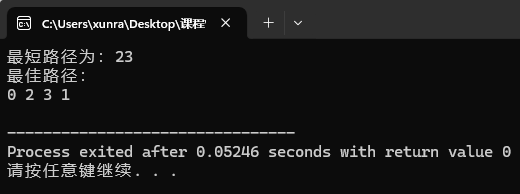 C:\Users\xunra\Desktop\课程
最短路径为: 23
最佳路径:
0 2 3 1
--------------------------------
Process exited after 0.05246 seconds with return value 0
请按任意键继续. . .